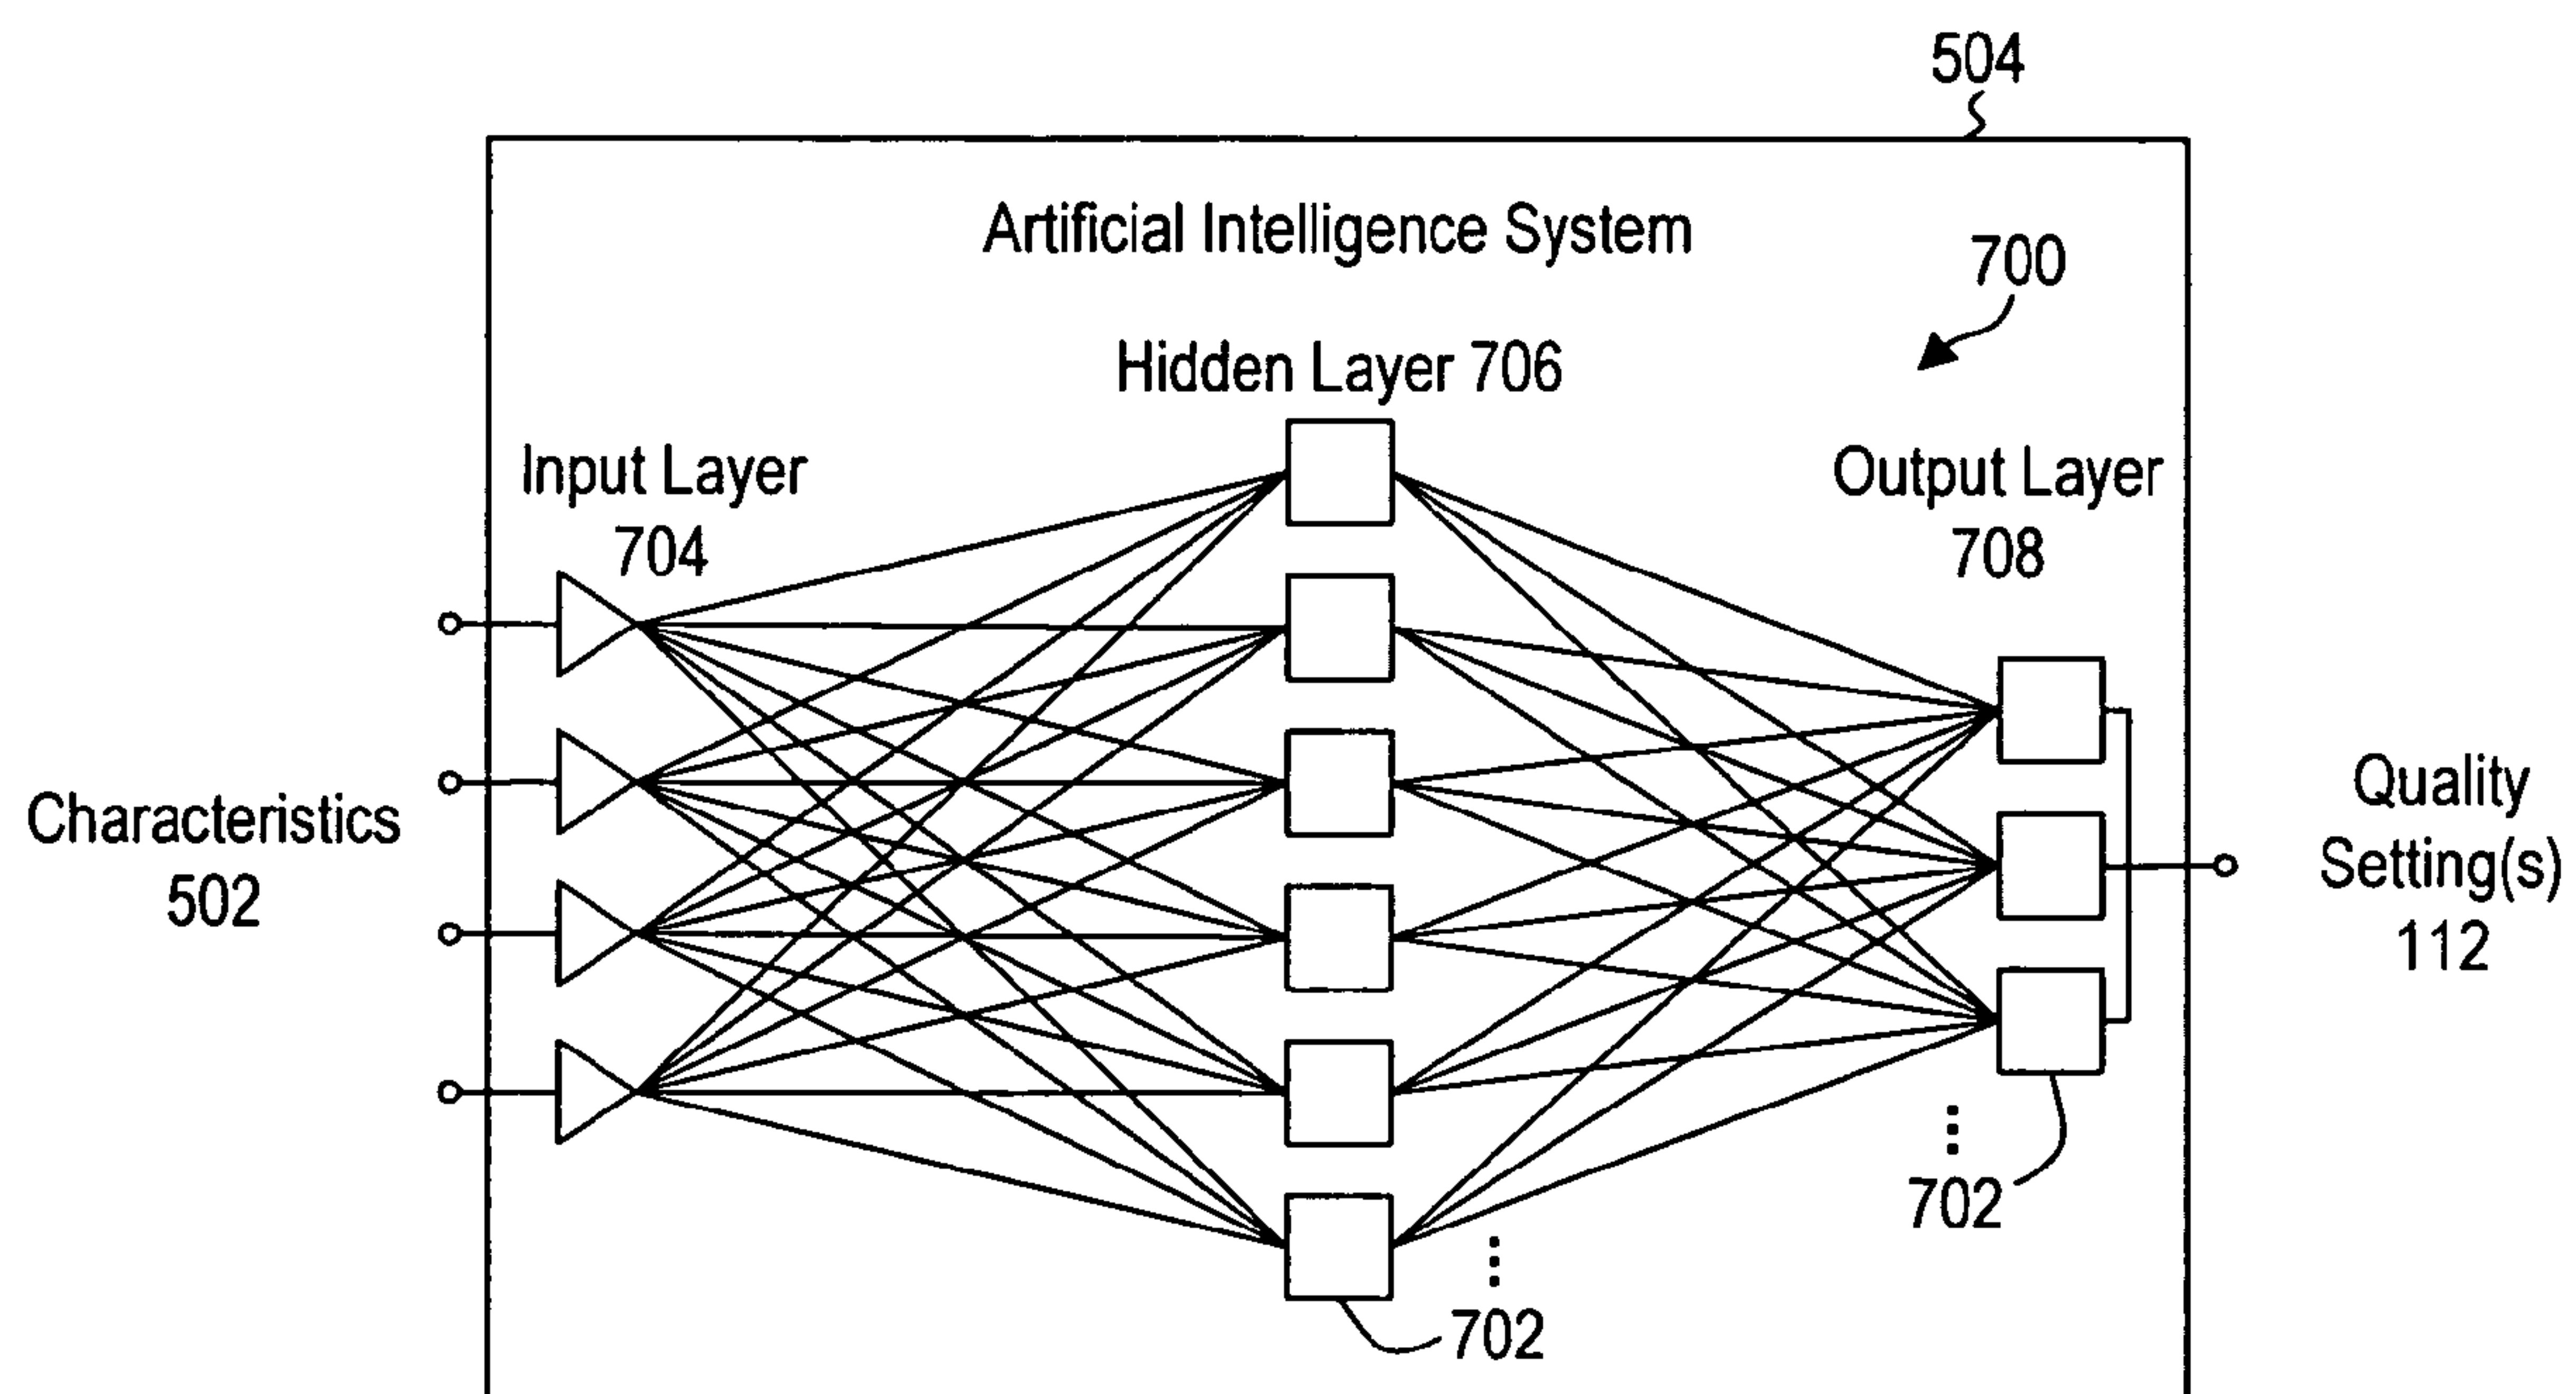 504
Artificial Intelligence System
700
Hidden Layer 706
Input Layer
704
Output Layer
708
Characteristics
502
Quality
Setting(s)
112
702
702